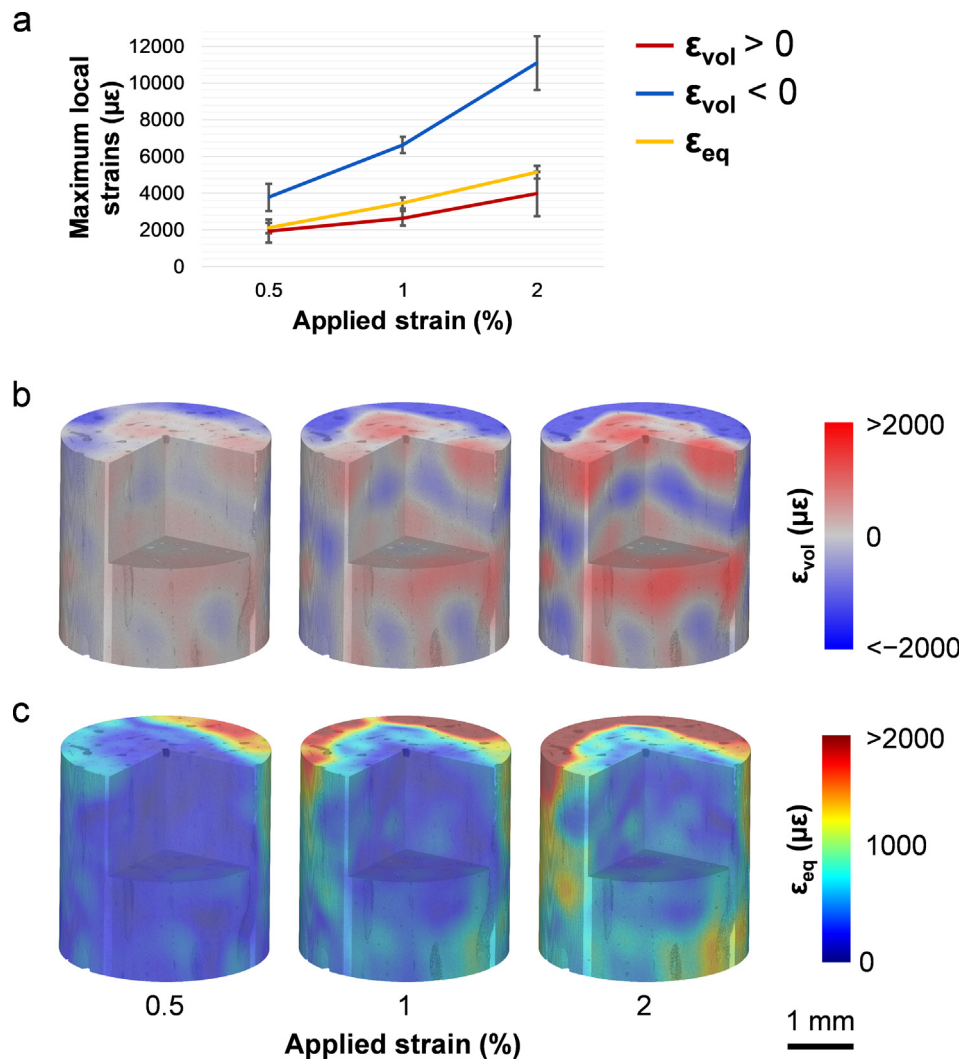 a
Maximum local
strains (µε)
12000
10000
8000
6000
4000
2000
0
0.5
1
2
Applied strain (%)
εvol > 0
εvol < 0
εeq
b
>2000
0
<−2000
εvol (µε)
c
>2000
1000
0
εeq (µε)
0.5
1
2
Applied strain (%)
1 mm